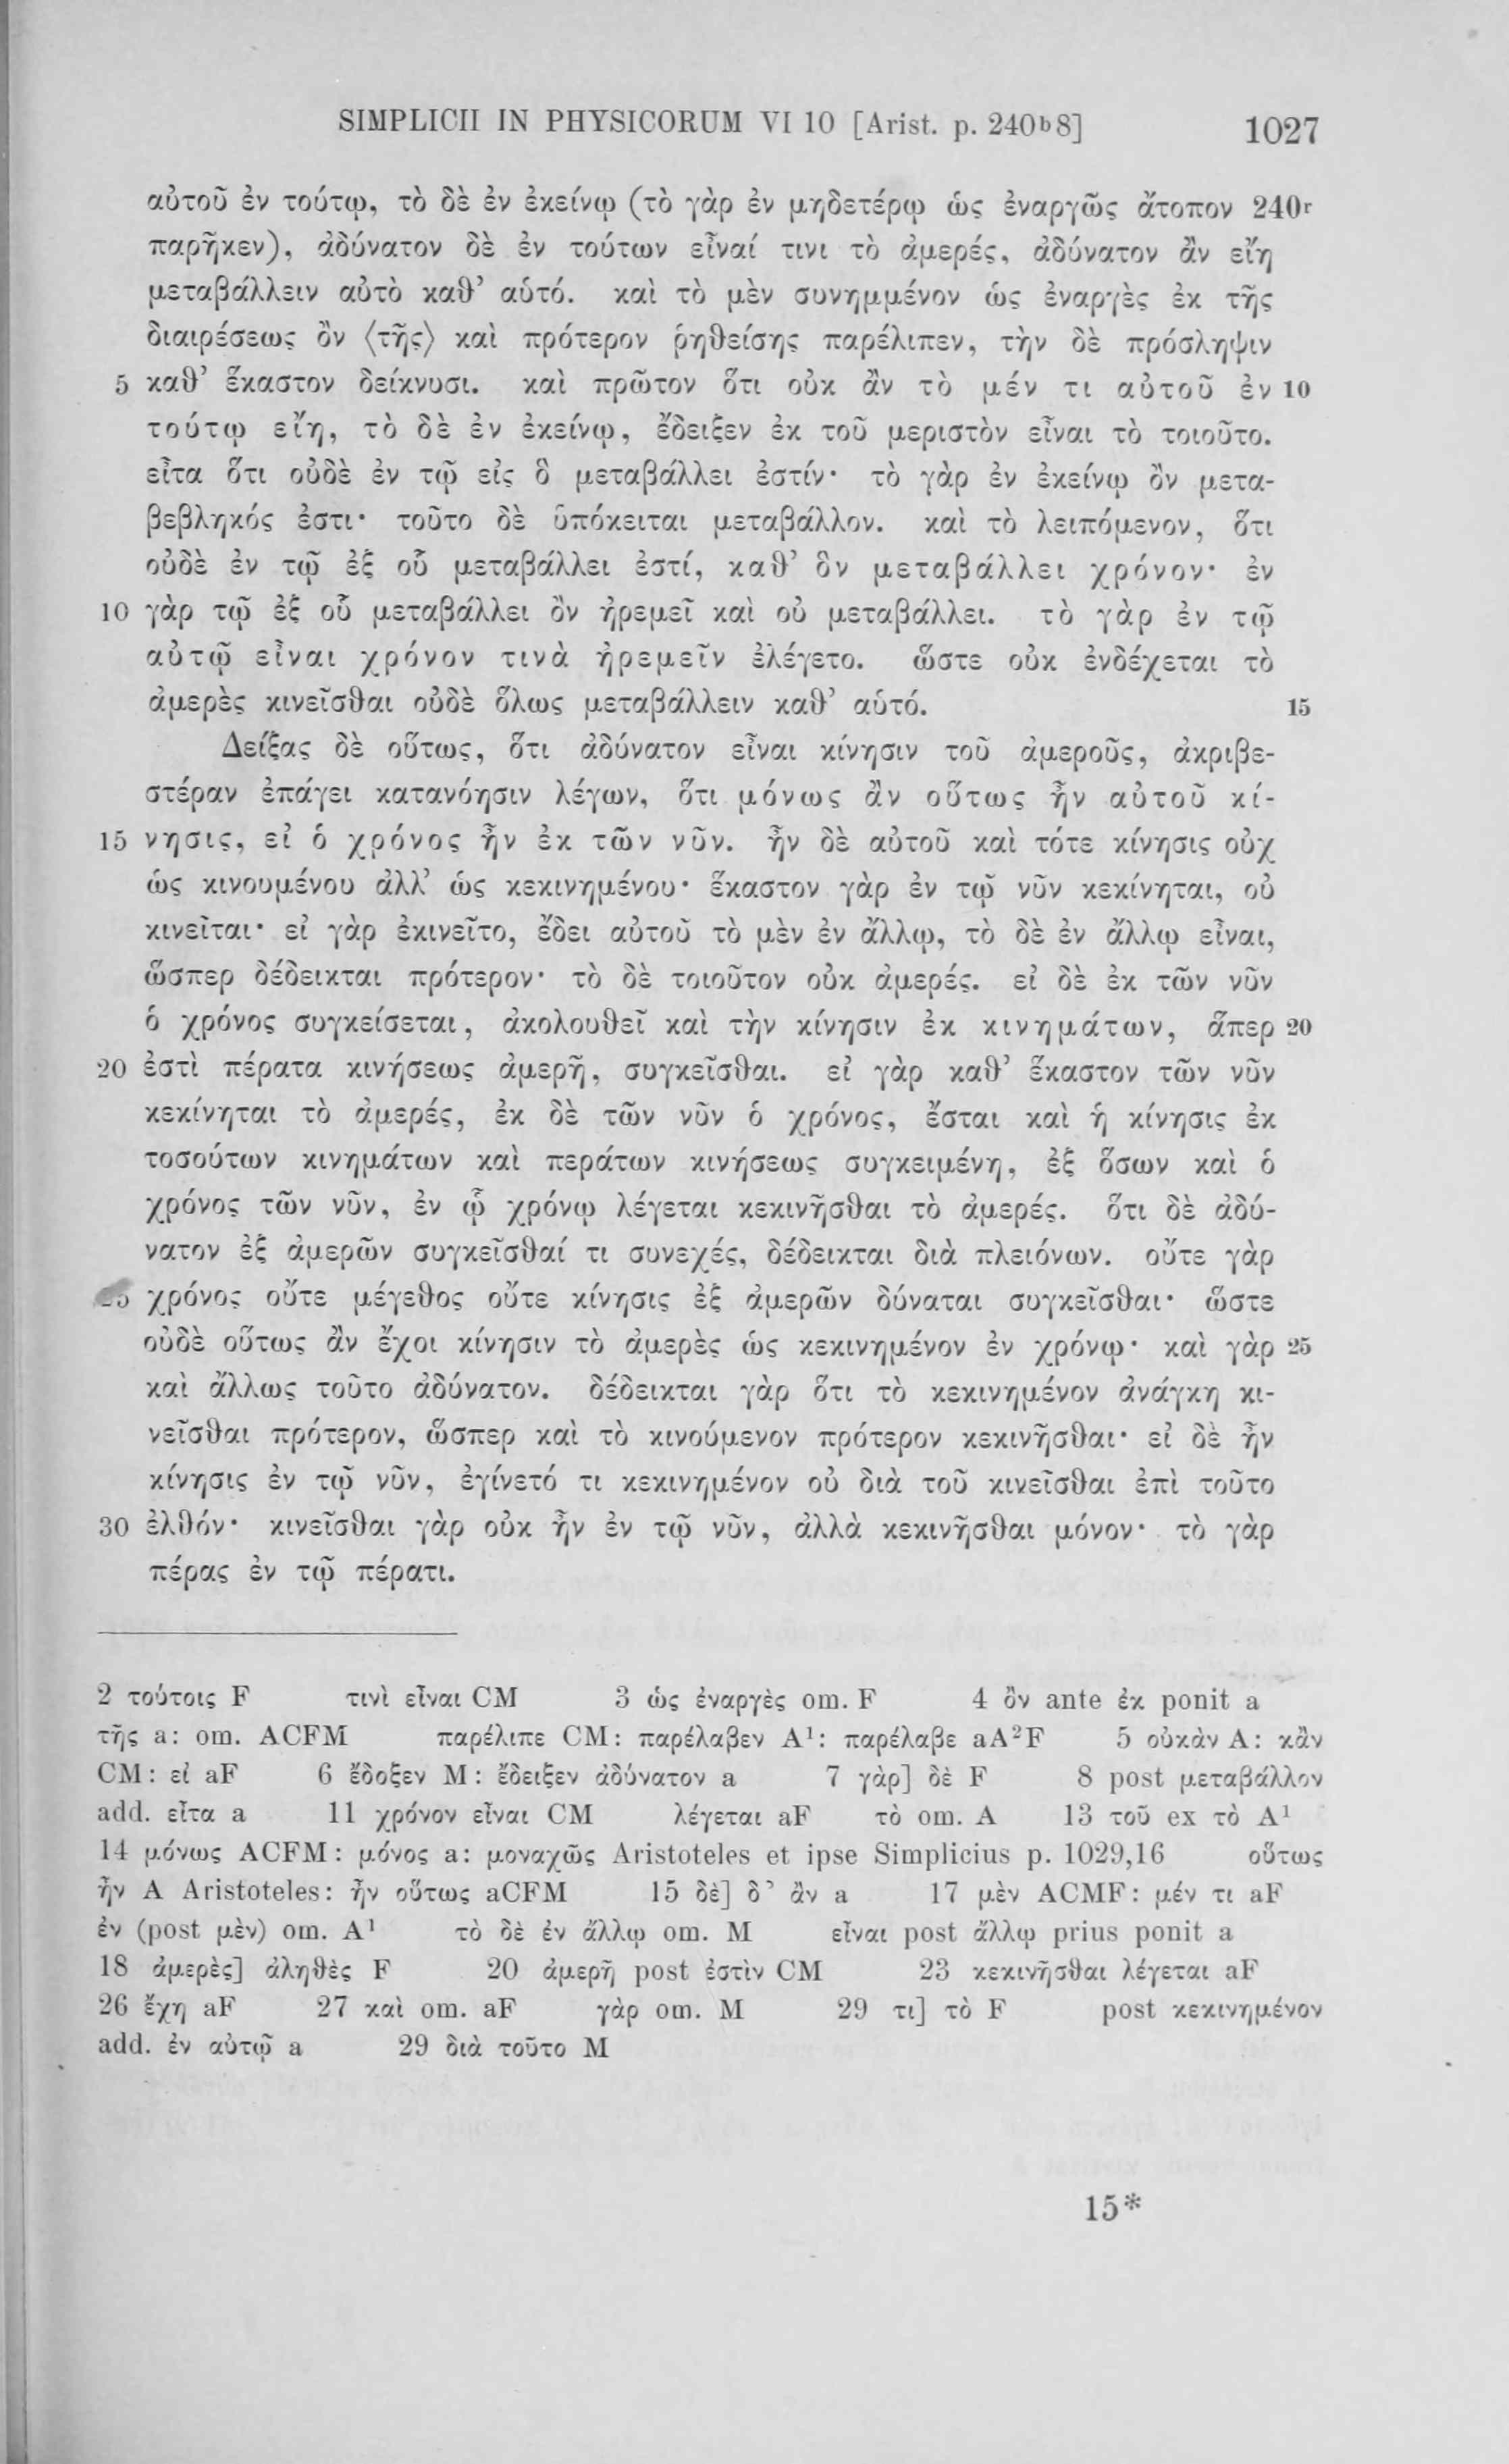 SIMPLICII IN PHYSICORUM VI 10 [Arist. p. 240ᵇ8] 1027
αὐτοῦ ἐν τούτῳ, τὸ δὲ ἐν ἐκείνῳ (τὸ γὰρ ἐν μηδετέρῳ ὡς ἐναργῶς ἄτοπον 240ʳ
παρῆκεν), ἀδύνατον δὲ ἐν τούτων εἶναί τινι τὸ ἀμερές, ἀδύνατον ἂν εἴη
μεταβάλλειν αὐτὸ καθ’ αὑτό. καὶ τὸ μὲν συνημμένον ὡς ἐναργὲς ἐκ τῆς
διαιρέσεως ὂν ⟨τῆς⟩ καὶ πρότερον ῥηθείσης παρέλιπεν, τὴν δὲ πρόσληψιν
5 καθ’ ἕκαστον δείκνυσι. καὶ πρῶτον ὅτι οὐκ ἂν τὸ μέν τι αὐτοῦ ἐν 10
τούτῳ εἴη, τὸ δὲ ἐν ἐκείνῳ, ἔδειξεν ἐκ τοῦ μεριστὸν εἶναι τὸ τοιοῦτο.
εἶτα ὅτι οὐδὲ ἐν τῷ εἰς ὃ μεταβάλλει ἐστίν· τὸ γὰρ ἐν ἐκείνῳ ὂν μετα-
βεβληκός ἐστι· τοῦτο δὲ ὑπόκειται μεταβάλλον. καὶ τὸ λειπόμενον, ὅτι
οὐδὲ ἐν τῷ ἐξ οὗ μεταβάλλει ἐστί, καθ’ ὃν μεταβάλλει χρόνον· ἐν
10 γὰρ τῷ ἐξ οὗ μεταβάλλει ὂν ἠρεμεῖ καὶ οὐ μεταβάλλει. τὸ γὰρ ἐν τῷ
αὐτῷ εἶναι χρόνον τινὰ ἠρεμεῖν ἐλέγετο. ὥστε οὐκ ἐνδέχεται τὸ
ἀμερὲς κινεῖσθαι οὐδὲ ὅλως μεταβάλλειν καθ’ αὑτό. 15
Δείξας δὲ οὕτως, ὅτι ἀδύνατον εἶναι κίνησιν τοῦ ἀμεροῦς, ἀκριβε-
στέραν ἐπάγει κατανόησιν λέγων, ὅτι μόνως ἂν οὕτως ἦν αὐτοῦ κί-
15 νησις, εἰ ὁ χρόνος ἦν ἐκ τῶν νῦν. ἦν δὲ αὐτοῦ καὶ τότε κίνησις οὐχ
ὡς κινουμένου ἀλλ’ ὡς κεκινημένου· ἕκαστον γὰρ ἐν τῷ νῦν κεκίνηται, οὐ
κινεῖται· εἰ γὰρ ἐκινεῖτο, ἔδει αὐτοῦ τὸ μὲν ἐν ἄλλῳ, τὸ δὲ ἐν ἄλλῳ εἶναι,
ὥσπερ δέδεικται πρότερον· τὸ δὲ τοιοῦτον οὐκ ἀμερές. εἰ δὲ ἐκ τῶν νῦν
ὁ χρόνος συγκείσεται, ἀκολουθεῖ καὶ τὴν κίνησιν ἐκ κινημάτων, ἅπερ 20
20 ἐστὶ πέρατα κινήσεως ἀμερῆ, συγκεῖσθαι. εἰ γὰρ καθ’ ἕκαστον τῶν νῦν
κεκίνηται τὸ ἀμερές, ἐκ δὲ τῶν νῦν ὁ χρόνος, ἔσται καὶ ἡ κίνησις ἐκ
τοσούτων κινημάτων καὶ περάτων κινήσεως συγκειμένη, ἐξ ὅσων καὶ ὁ
χρόνος τῶν νῦν, ἐν ᾧ χρόνῳ λέγεται κεκινῆσθαι τὸ ἀμερές. ὅτι δὲ ἀδύ-
νατον ἐξ ἀμερῶν συγκεῖσθαί τι συνεχές, δέδεικται διὰ πλειόνων. οὔτε γὰρ
25 χρόνος οὔτε μέγεθος οὔτε κίνησις ἐξ ἀμερῶν δύναται συγκεῖσθαι· ὥστε
οὐδὲ οὕτως ἂν ἔχοι κίνησιν τὸ ἀμερὲς ὡς κεκινημένον ἐν χρόνῳ· καὶ γὰρ 25
καὶ ἄλλως τοῦτο ἀδύνατον. δέδεικται γὰρ ὅτι τὸ κεκινημένον ἀνάγκη κι-
νεῖσθαι πρότερον, ὥσπερ καὶ τὸ κινούμενον πρότερον κεκινῆσθαι· εἰ δὲ ἦν
κίνησις ἐν τῷ νῦν, ἐγίνετό τι κεκινημένον οὐ διὰ τοῦ κινεῖσθαι ἐπὶ τοῦτο
30 ἐλθόν· κινεῖσθαι γὰρ οὐκ ἦν ἐν τῷ νῦν, ἀλλὰ κεκινῆσθαι μόνον· τὸ γὰρ
πέρας ἐν τῷ πέρατι.
2 τούτοις F τινὶ εἶναι CM 3 ὡς ἐναργὲς om. F 4 ὂν ante ἐκ ponit a
τῆς a: om. ACFM παρέλιπε CM: παρέλαβεν A¹: παρέλαβε aA²F 5 οὐκὰν A: κἂν
CM: εἰ aF 6 ἔδοξεν M: ἔδειξεν ἀδύνατον a 7 γὰρ] δὲ F 8 post μεταβάλλον
add. εἶτα a 11 χρόνον εἶναι CM λέγεται aF τὸ om. A 13 τοῦ ex τὸ A¹
14 μόνως ACFM: μόνος a: μοναχῶς Aristoteles et ipse Simplicius p. 1029,16 οὕτως
ἦν A Aristoteles: ἦν οὕτως aCFM 15 δὲ] δ’ ἂν a 17 μὲν ACMF: μέν τι aF
ἐν (post μὲν) om. A¹ τὸ δὲ ἐν ἄλλῳ om. M εἶναι post ἄλλῳ prius ponit a
18 ἀμερὲς] ἀληθὲς F 20 ἀμερῆ post ἐστὶν CM 23 κεκινῆσθαι λέγεται aF
26 ἔχη aF 27 καὶ om. aF γὰρ om. M 29 τι] τὸ F post κεκινημένον
add. ἐν αὐτῷ a 29 διὰ τοῦτο M
15*